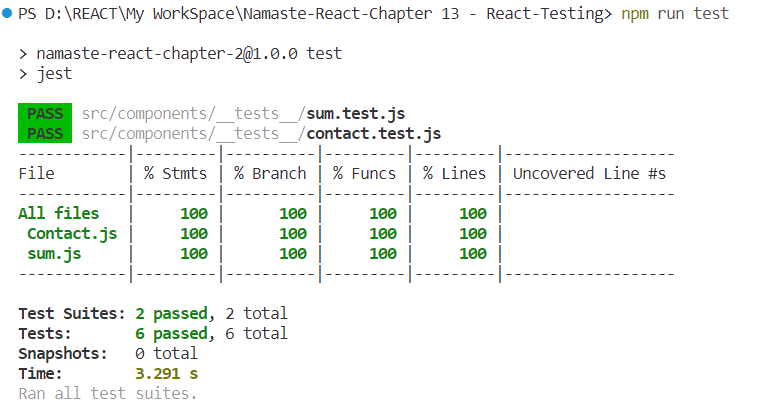 PS D:\REACT\My WorkSpace\Namaste-React-Chapter 13 - React-Testing> npm run test
> namaste-react-chapter-2@1.0.0 test
> jest
PASS src/components/__tests__/sum.test.js
PASS src/components/__tests__/contact.test.js
------------|---------|----------|---------|---------|-------------------
File        | % Stmts | % Branch | % Funcs | % Lines | Uncovered Line #s
------------|---------|----------|---------|---------|-------------------
All files   |     100 |      100 |     100 |     100 |
 Contact.js |     100 |      100 |     100 |     100 |
 sum.js     |     100 |      100 |     100 |     100 |
------------|---------|----------|---------|---------|-------------------
Test Suites: 2 passed, 2 total
Tests:       6 passed, 6 total
Snapshots:   0 total
Time:        3.291 s
Ran all test suites.